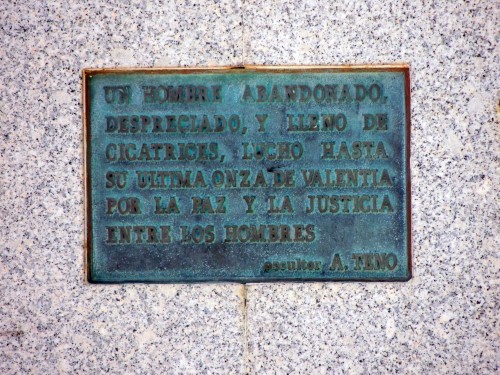 UN HOMBRE ABANDONADO,
DESPRECIADO, Y LLENO DE
CICATRICES, LUCHO HASTA
SU ULTIMA ONZA DE VALENTIA
POR LA PAZ Y LA JUSTICIA
ENTRE LOS HOMBRES
escultor A. TENO